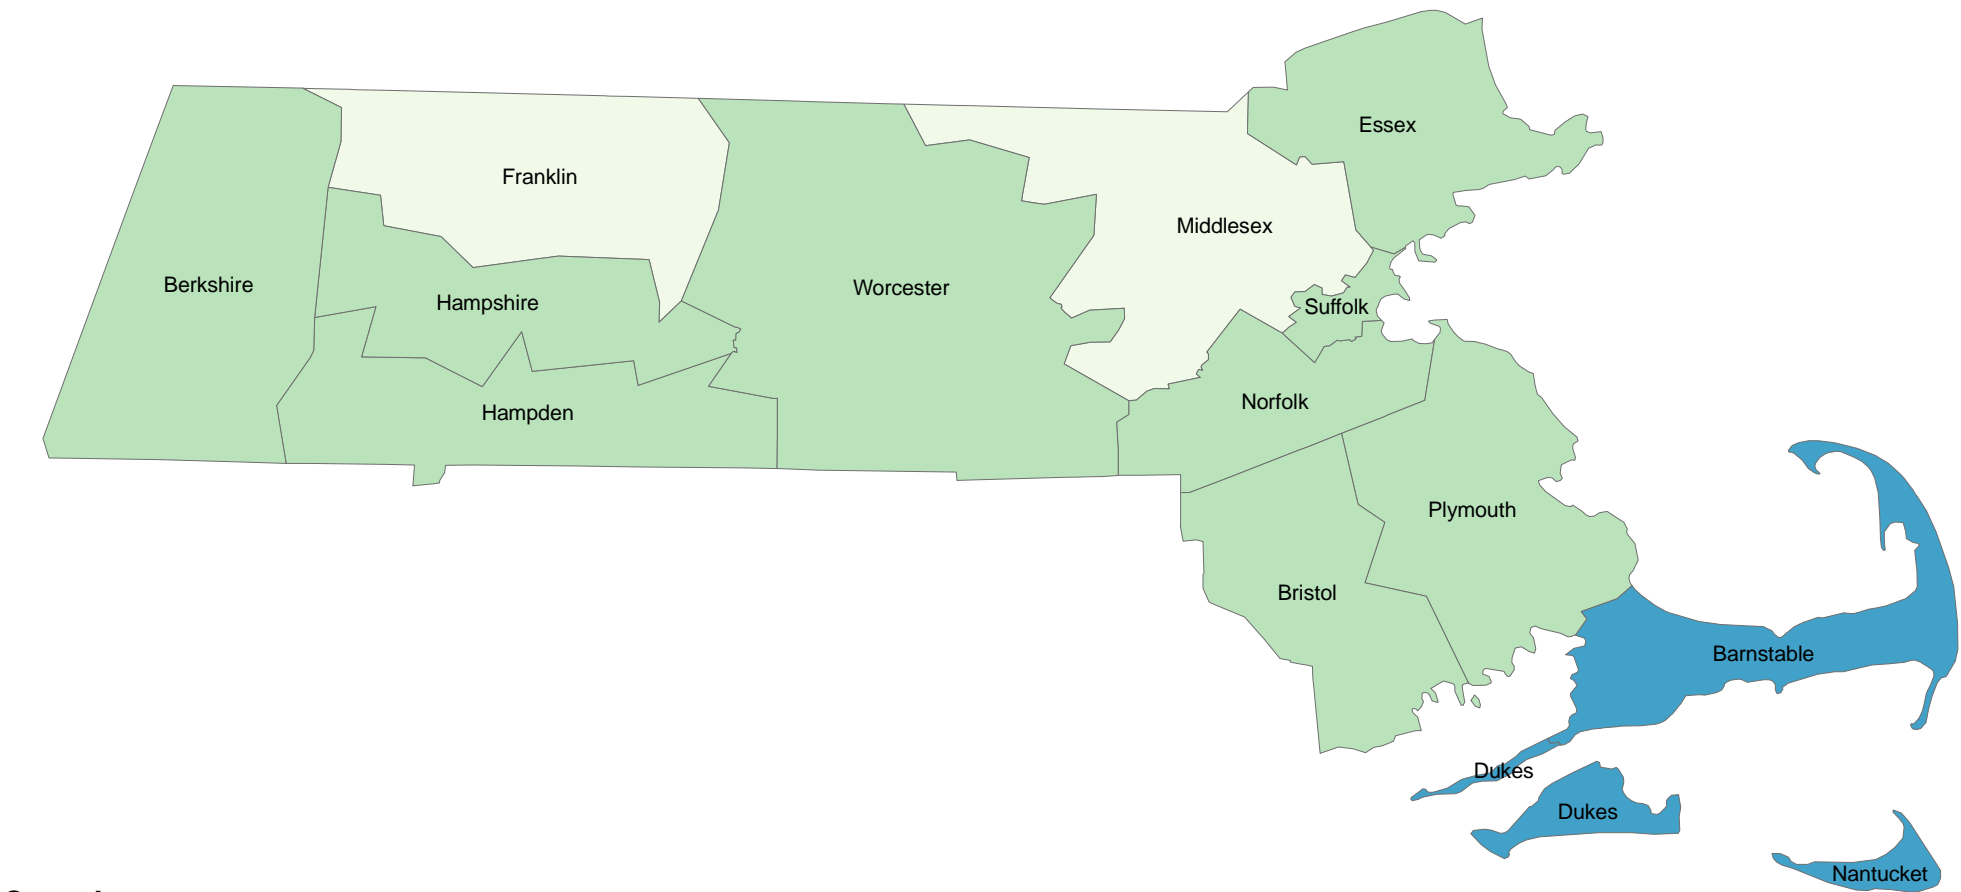 Essex
Franklin
Middlesex
Berkshire
Worcester
Hampshire
Suffolk
Norfolk
Hampden
Plymouth
Bristol
Barnstable
Dukes
Dukes
Nantucket